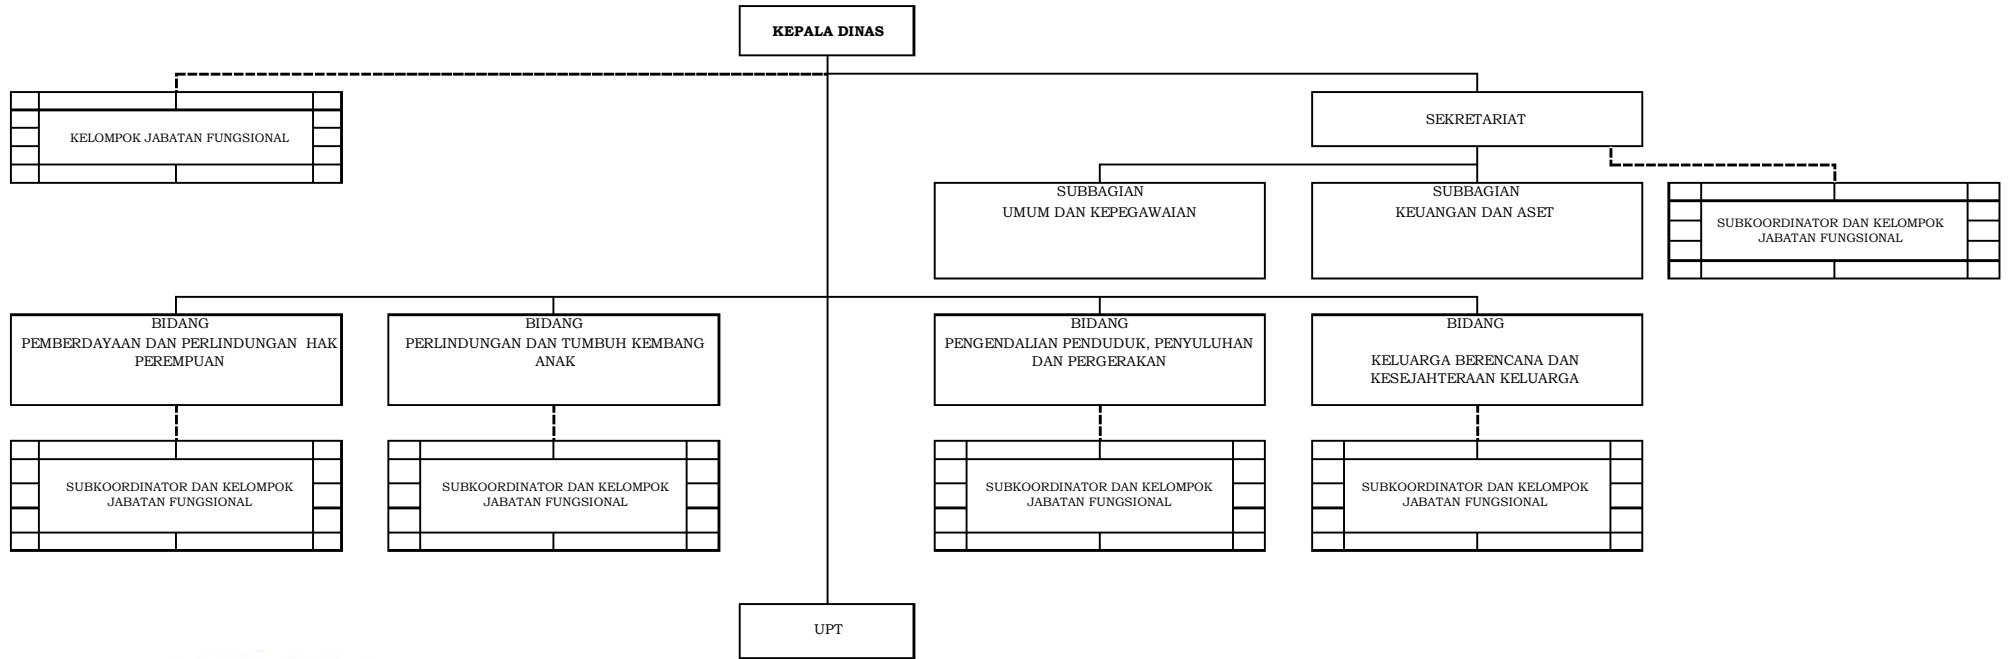 KEPALA DINAS
KELOMPOK JABATAN FUNGSIONAL
SEKRETARIAT
SUBBAGIAN
UMUM DAN KEPEGAWAIAN
SUBBAGIAN
KEUANGAN DAN ASET
SUBKOORDINATOR DAN KELOMPOK
JABATAN FUNGSIONAL
BIDANG
PEMBERDAYAAN DAN PERLINDUNGAN HAK
PEREMPUAN
BIDANG
PERLINDUNGAN DAN TUMBUH KEMBANG
ANAK
BIDANG
PENGENDALIAN PENDUDUK, PENYULUHAN
DAN PERGERAKAN
BIDANG
KELUARGA BERENCANA DAN
KESEJAHTERAAN KELUARGA
SUBKOORDINATOR DAN KELOMPOK
JABATAN FUNGSIONAL
SUBKOORDINATOR DAN KELOMPOK
JABATAN FUNGSIONAL
SUBKOORDINATOR DAN KELOMPOK
JABATAN FUNGSIONAL
SUBKOORDINATOR DAN KELOMPOK
JABATAN FUNGSIONAL
UPT